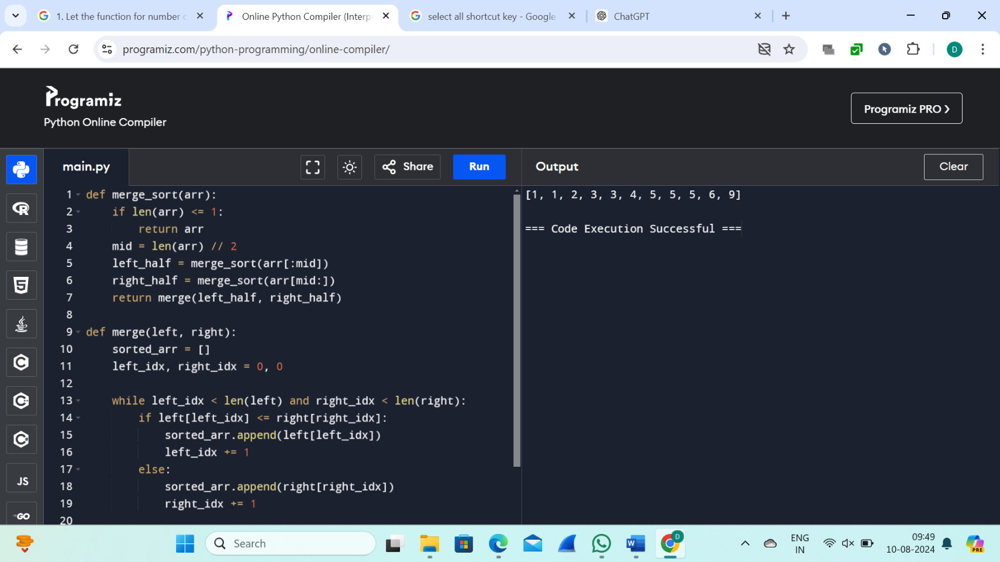 1. Let the function for number
Online Python Compiler (Interp
select all shortcut key - Google
ChatGPT
programiz.com/python-programming/online-compiler/
D
Programiz
Python Online Compiler
Programiz PRO ❯
main.py
Share
Run
Output
Clear
1 def merge_sort(arr):
2     if len(arr) <= 1:
3         return arr
4     mid = len(arr) // 2
5     left_half = merge_sort(arr[:mid])
6     right_half = merge_sort(arr[mid:])
7     return merge(left_half, right_half)
8
9 def merge(left, right):
10     sorted_arr = []
11     left_idx, right_idx = 0, 0
12
13     while left_idx < len(left) and right_idx < len(right):
14         if left[left_idx] <= right[right_idx]:
15             sorted_arr.append(left[left_idx])
16             left_idx += 1
17         else:
18             sorted_arr.append(right[right_idx])
19             right_idx += 1
20
[1, 1, 2, 3, 3, 4, 5, 5, 5, 6, 9]
=== Code Execution Successful ===
JS
GO
Search
W
D
ENG
IN
09:49
10-08-2024
PRE